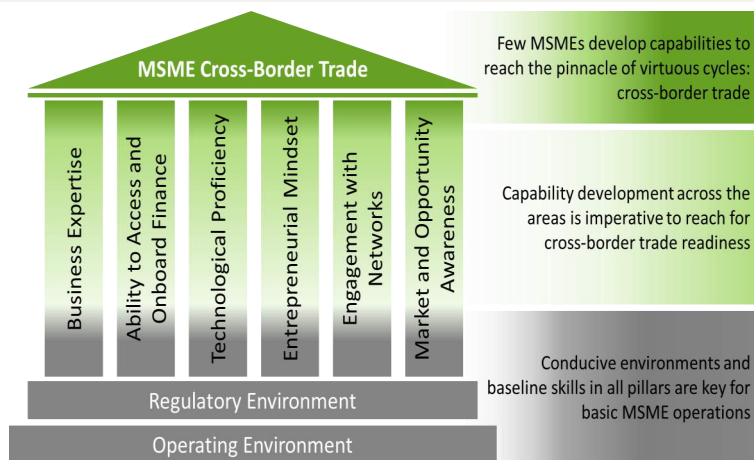 MSME Cross-Border Trade
Few MSMEs develop capabilities to
reach the pinnacle of virtuous cycles:
cross-border trade
Business Expertise
Ability to Access and
Onboard Finance
Technological Proficiency
Entrepreneurial Mindset
Engagement with
Networks
Market and Opportunity
Awareness
Capability development across the
areas is imperative to reach for
cross-border trade readiness
Regulatory Environment
Operating Environment
Conducive environments and
baseline skills in all pillars are key for
basic MSME operations